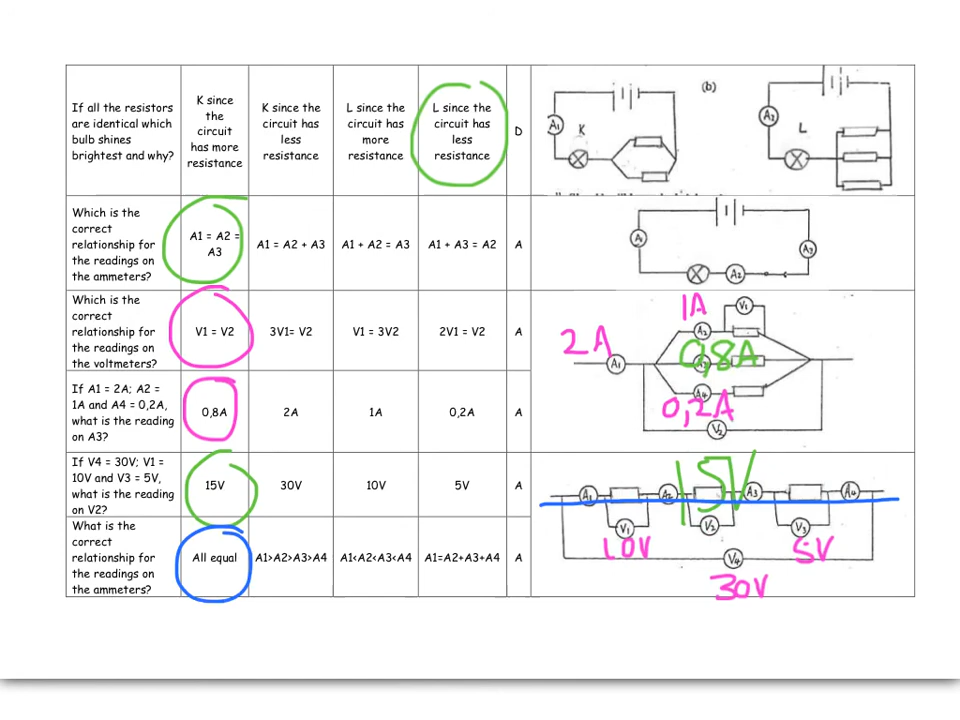 If all the resistors
are identical which
bulb shines
brightest and why?
K since
the
circuit
has more
resistance
K since the
circuit has
less
resistance
L since the
circuit has
more
resistance
L since the
circuit has
less
resistance
D
A1
K
(b)
A2
L
Which is the
correct
relationship for
the readings on
the ammeters?
A1 = A2 =
A3
A1 = A2 + A3
A1 + A2 = A3
A1 + A3 = A2
A
A1
A2
A3
Which is the
correct
relationship for
the readings on
the voltmeters?
V1 = V2
3V1= V2
V1 = 3V2
2V1 = V2
A
1A
V1
2A
A2
A1
0,8A
A4
0,2A
V2
If A1 = 2A; A2 =
1A and A4 = 0,2A,
what is the reading
on A3?
0,8A
2A
1A
0,2A
A
If V4 = 30V; V1 =
10V and V3 = 5V,
what is the reading
on V2?
15V
30V
10V
5V
A
A1
A2
15V
A3
A4
V1
V2
V3
10V
5V
V4
30V
What is the
correct
relationship for
the readings on
the ammeters?
All equal
A1>A2>A3>A4
A1<A2<A3<A4
A1=A2+A3+A4
A